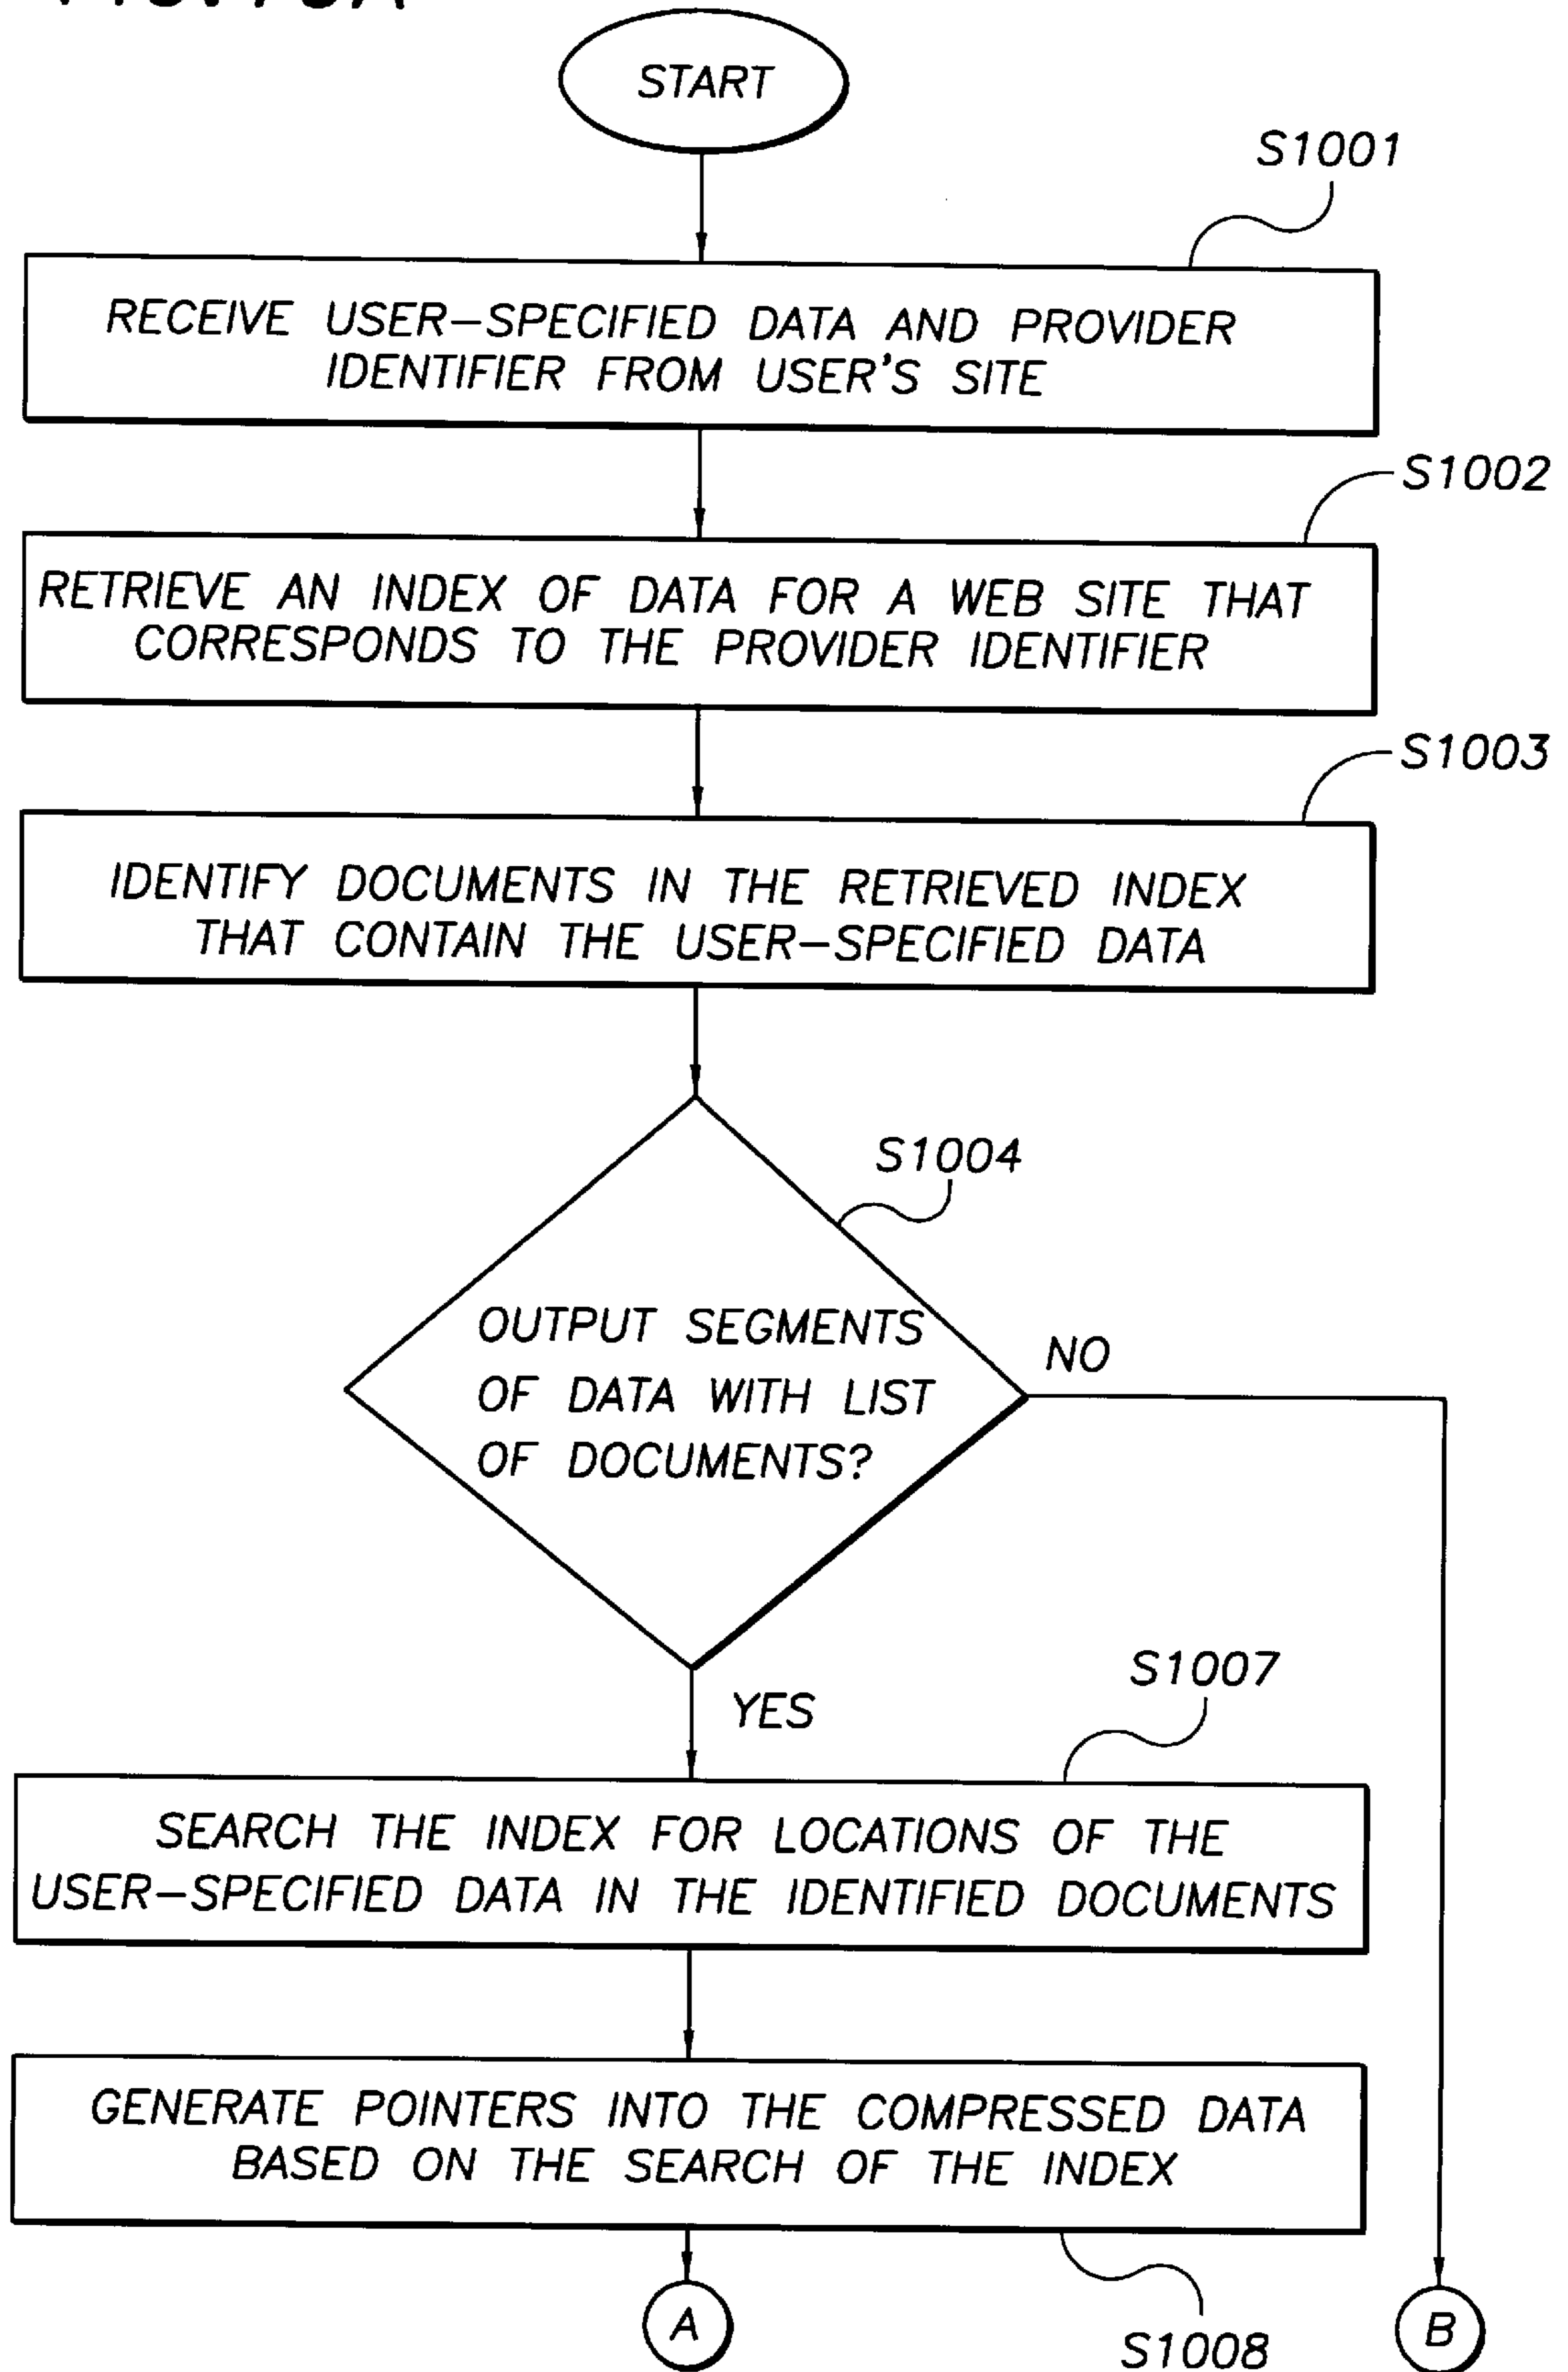 START
S1001
RECEIVE USER-SPECIFIED DATA AND PROVIDER
IDENTIFIER FROM USER'S SITE
S1002
RETRIEVE AN INDEX OF DATA FOR A WEB SITE THAT
CORRESPONDS TO THE PROVIDER IDENTIFIER
S1003
IDENTIFY DOCUMENTS IN THE RETRIEVED INDEX
THAT CONTAIN THE USER-SPECIFIED DATA
S1004
OUTPUT SEGMENTS
OF DATA WITH LIST
OF DOCUMENTS?
NO
YES
S1007
SEARCH THE INDEX FOR LOCATIONS OF THE
USER-SPECIFIED DATA IN THE IDENTIFIED DOCUMENTS
GENERATE POINTERS INTO THE COMPRESSED DATA
BASED ON THE SEARCH OF THE INDEX
A
S1008
B